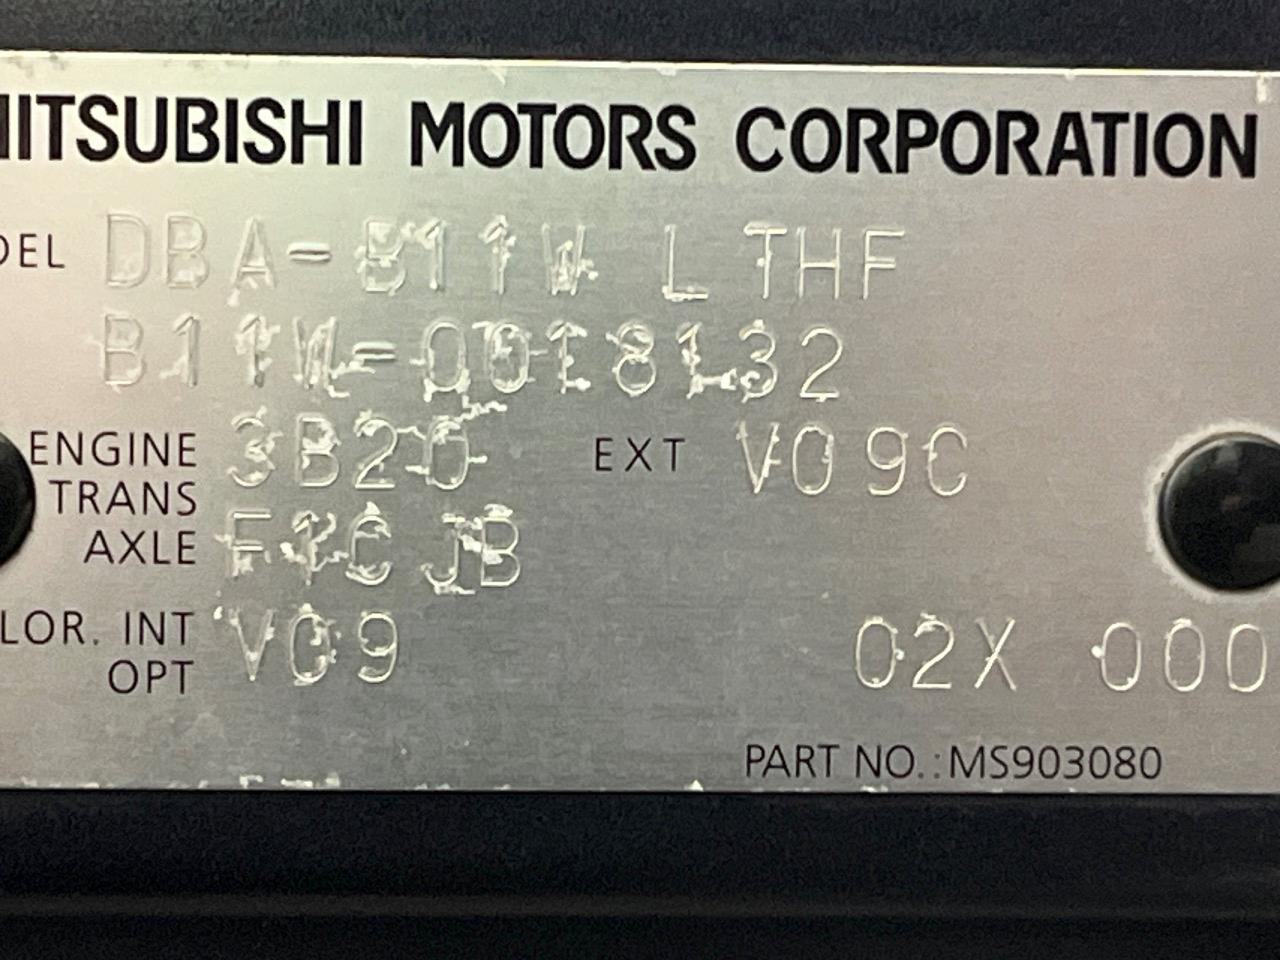 MITSUBISHI MOTORS CORPORATION
DEL DBA-B11W LTHF
B11W-0018132
ENGINE 3B20 EXT V09C
TRANS
AXLE F1CJB
LOR. INT V09 02X 000
OPT
PART NO.:MS903080